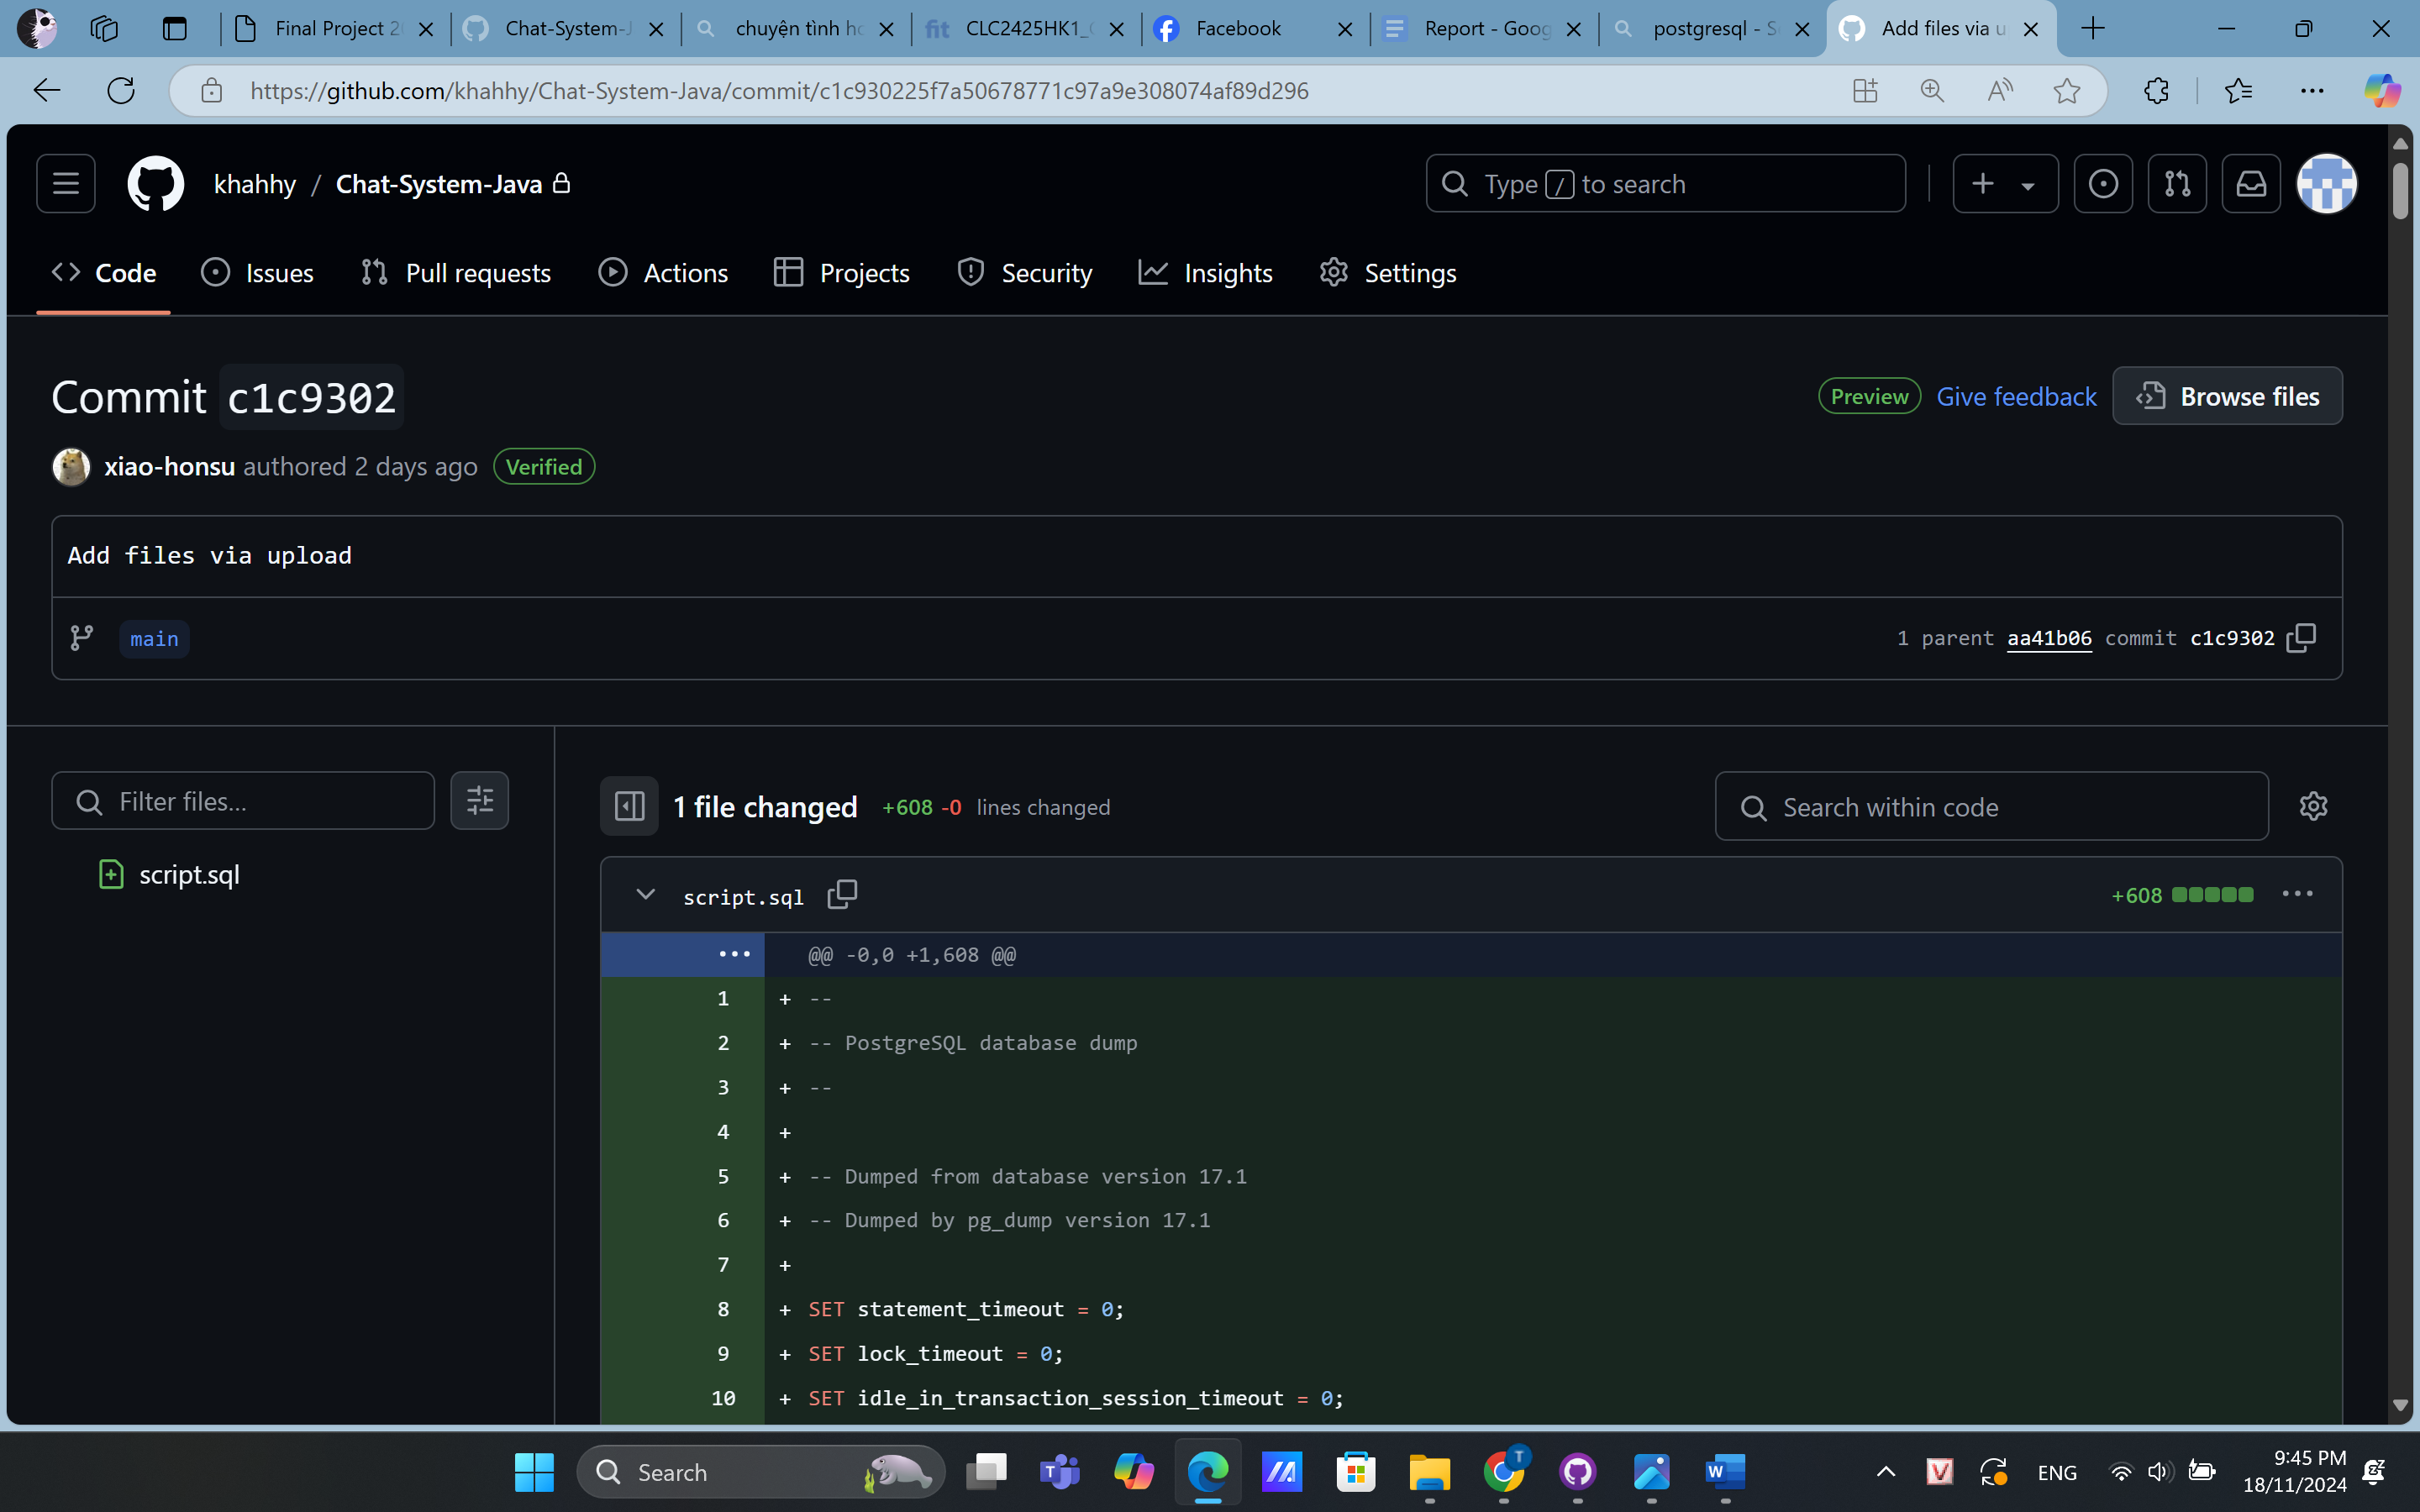 Final Project 2
Chat-System-J
chuyện tình ho
fit CLC2425HK1_
Facebook
Report - Goog
postgresql - S
Add files via u
https://github.com/khahhy/Chat-System-Java/commit/c1c930225f7a50678771c97a9e308074af89d296
khahhy / Chat-System-Java
Type / to search
Code
Issues
Pull requests
Actions
Projects
Security
Insights
Settings
Commit c1c9302
Preview
Give feedback
Browse files
xiao-honsu authored 2 days ago Verified
Add files via upload
main
1 parent aa41b06 commit c1c9302
Filter files...
script.sql
1 file changed +608 -0 lines changed
Search within code
script.sql
+608
@@ -0,0 +1,608 @@
1 + --
2 + -- PostgreSQL database dump
3 + --
4 +
5 + -- Dumped from database version 17.1
6 + -- Dumped by pg_dump version 17.1
7 +
8 + SET statement_timeout = 0;
9 + SET lock_timeout = 0;
10 + SET idle_in_transaction_session_timeout = 0;
Search
T
W
V
ENG
9:45 PM
18/11/2024